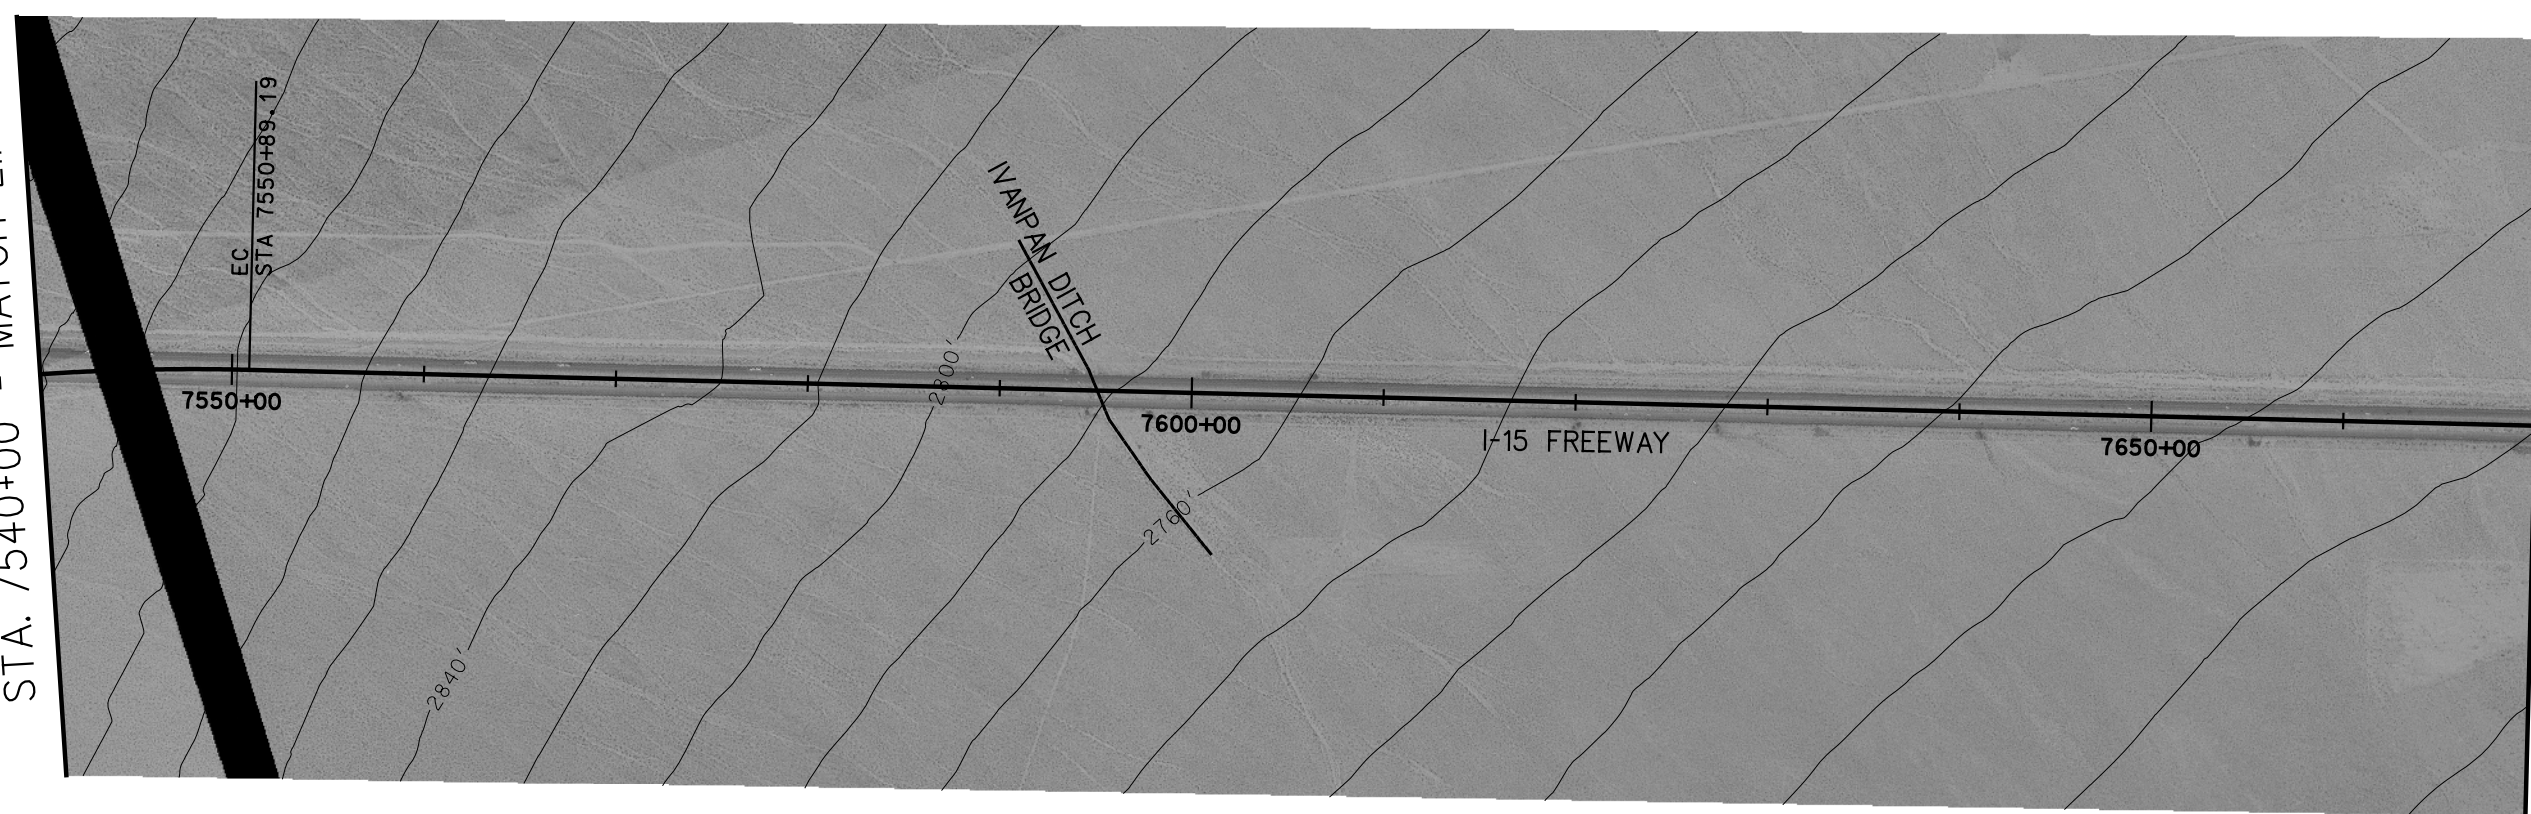 STA. 7540+00 - MATCH
EC
STA 7550+89.19
7550+00
IVANPAN DITCH
BRIDGE
2800'
7600+00
I-15 FREEWAY
7650+00
2760'
2840'